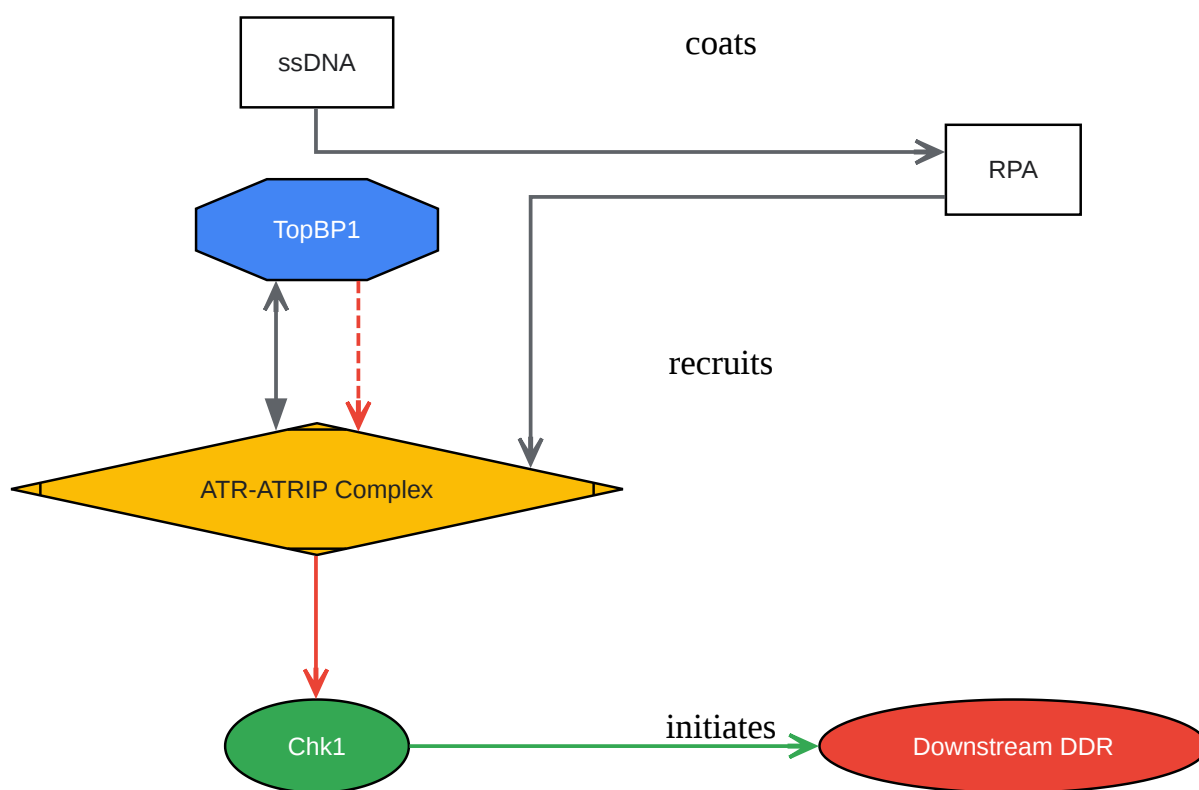 ssDNA
coats
RPA
TopBP1
recruits
ATR-ATRIP Complex
initiates
Chk1
Downstream DDR